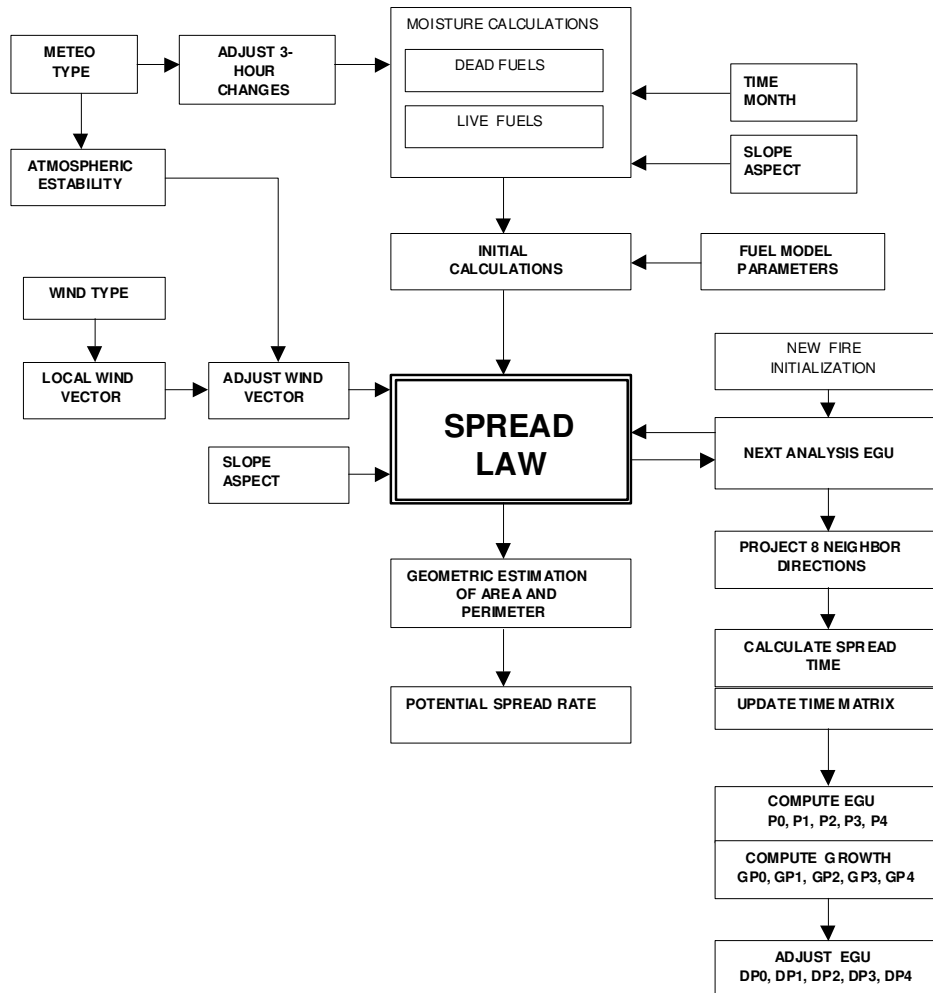 METEO
TYPE
ADJUST 3-
HOUR
CHANGES
MOISTURE CALCULATIONS
DEAD FUELS
LIVE FUELS
TIME
MONTH
SLOPE
ASPECT
ATMOSPHERIC
ESTABILITY
INITIAL
CALCULATIONS
FUEL MODEL
PARAMETERS
WIND TYPE
LOCAL WIND
VECTOR
ADJUST WIND
VECTOR
SLOPE
ASPECT
SPREAD
LAW
NEW FIRE
INITIALIZATION
NEXT ANALYSIS EGU
PROJECT 8 NEIGHBOR
DIRECTIONS
GEOMETRIC ESTIMATION
OF AREA AND
PERIMETER
CALCULATE SPREAD
TIME
POTENTIAL SPREAD RATE
UPDATE TIME MATRIX
COMPUTE EGU
P0, P1, P2, P3, P4
COMPUTE GROWTH
GP0, GP1, GP2, GP3, GP4
ADJUST EGU
DP0, DP1, DP2, DP3, DP4